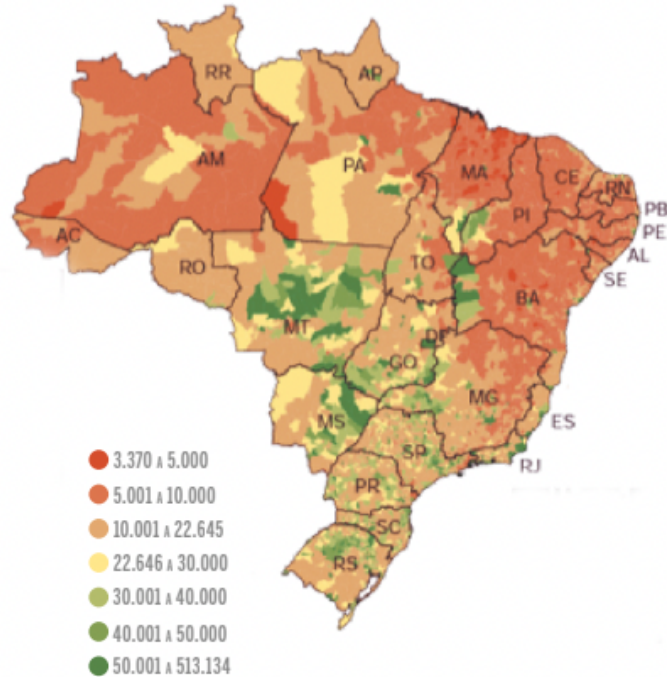 RR
AP
AM
PA
MA
CE
RN
PB
PI
PE
AC
AL
TO
SE
RO
BA
MT
DF
GO
MG
ES
MS
SP
RJ
PR
SC
RS
3.370 A 5.000
5.001 A 10.000
10.001 A 22.645
22.646 A 30.000
30.001 A 40.000
40.001 A 50.000
50.001 A 513.134